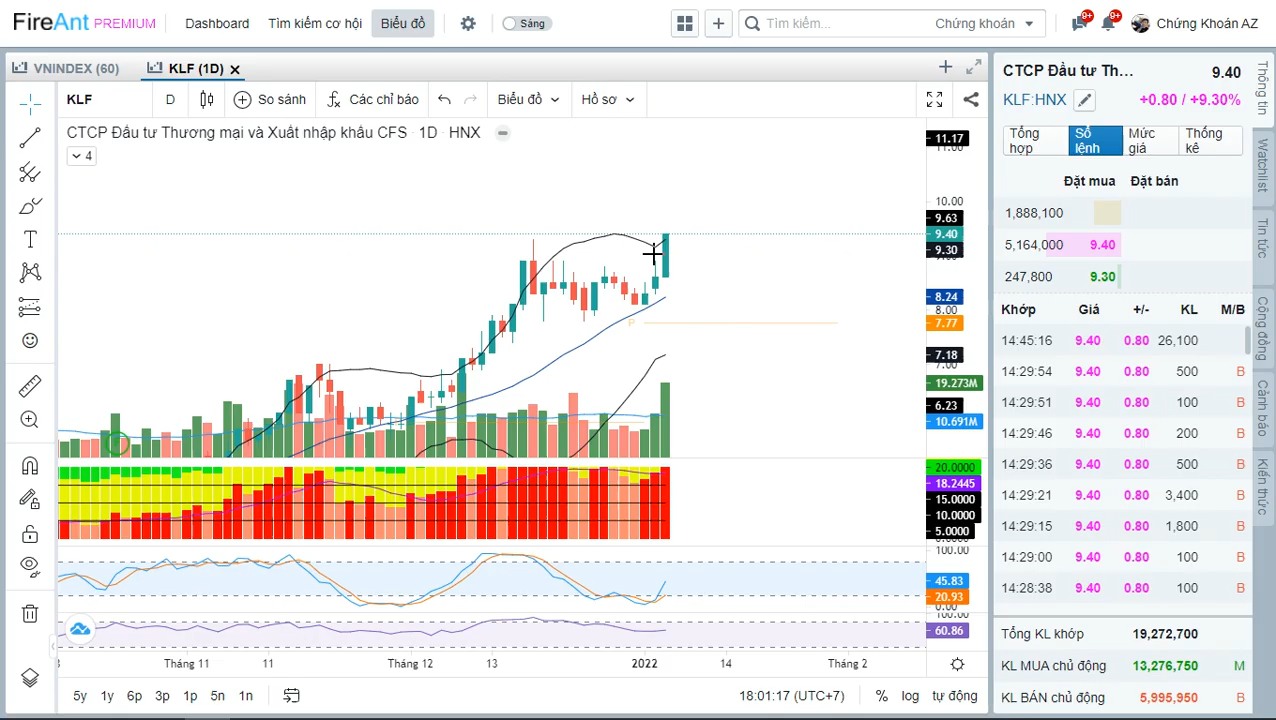 FireAnt PREMIUM Dashboard Tìm kiếm cơ hội Biểu đồ Sáng Tìm kiếm... Chứng khoán 9+ 9+ Chứng Khoán AZ
VNINDEX (60) KLF (1D)
KLF D So sánh Các chỉ báo Biểu đồ Hồ sơ
CTCP Đầu tư Thương mại và Xuất nhập khẩu CFS · 1D · HNX
4
P
11.17
11.00
10.00
9.63
9.40
9.30
9.00
8.24
8.00
7.77
7.18
7.00
19.273M
6.23
10.691M
20.0000
18.2445
15.0000
10.0000
5.0000
0.0000
100.00
45.83
20.93
0.00
100.00
60.86
Tháng 11 11 Tháng 12 13 2022 14 Tháng 2
5y 1y 6p 3p 1p 5n 1n 18:01:17 (UTC+7) % log tự động
CTCP Đầu tư Th... 9.40
KLF:HNX +0.80 / +9.30%
Tổng hợp
Sổ lệnh
Mức giá
Thống kê
Đặt mua Đặt bán
1,888,100
5,164,000 9.40
247,800 9.30
Khớp Giá +/- KL M/B
14:45:16 9.40 0.80 26,100
14:29:54 9.40 0.80 500 B
14:29:51 9.40 0.80 100 B
14:29:46 9.40 0.80 200 B
14:29:36 9.40 0.80 500 B
14:29:21 9.40 0.80 3,400 B
14:29:15 9.40 0.80 1,800 B
14:29:00 9.40 0.80 100 B
14:28:38 9.40 0.80 100 B
Tổng KL khớp 19,272,700
KL MUA chủ động 13,276,750 M
KL BÁN chủ động 5,995,950 B
Thông tin
Watchlist
Tin tức
Cộng đồng
Cảnh báo
Kiến thức